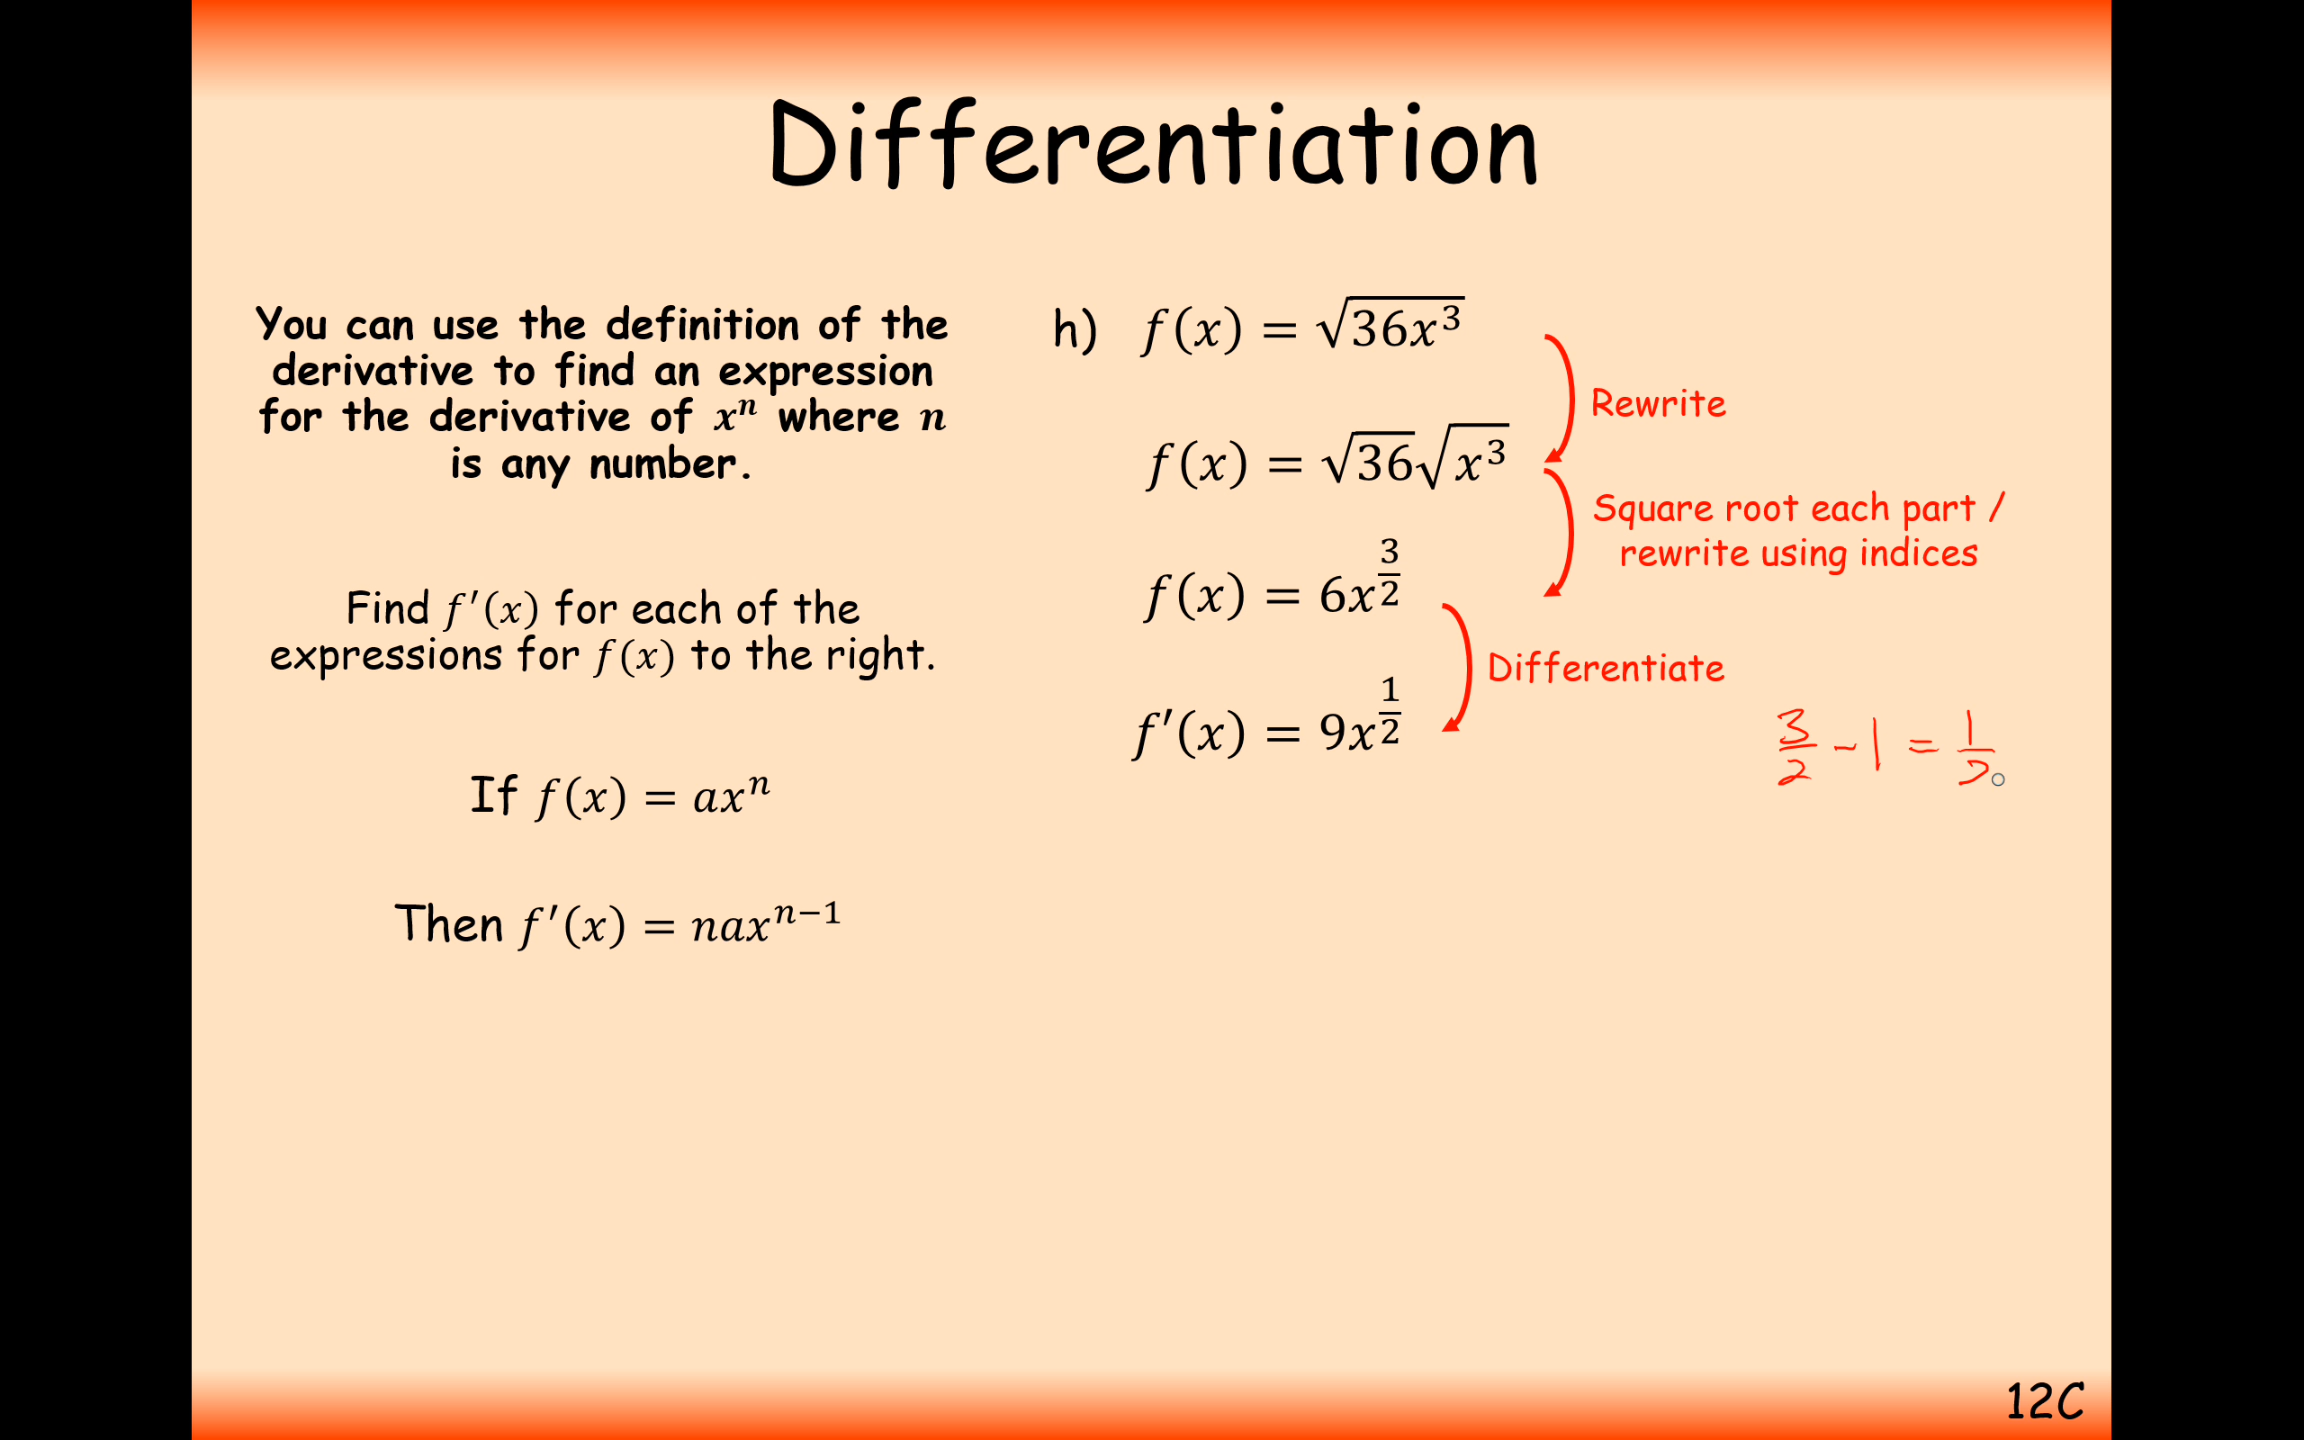 Differentiation
You can use the definition of the
derivative to find an expression
for the derivative of xⁿ where n
is any number.
Find f′(x) for each of the
expressions for f(x) to the right.
If f(x) = axⁿ
Then f′(x) = naxⁿ⁻¹
h) f(x) = √(36x³)
Rewrite
f(x) = √36√(x³)
Square root each part /
rewrite using indices
f(x) = 6x^(3/2)
Differentiate
f′(x) = 9x^(1/2)
3/2 - 1 = 1/2
12C